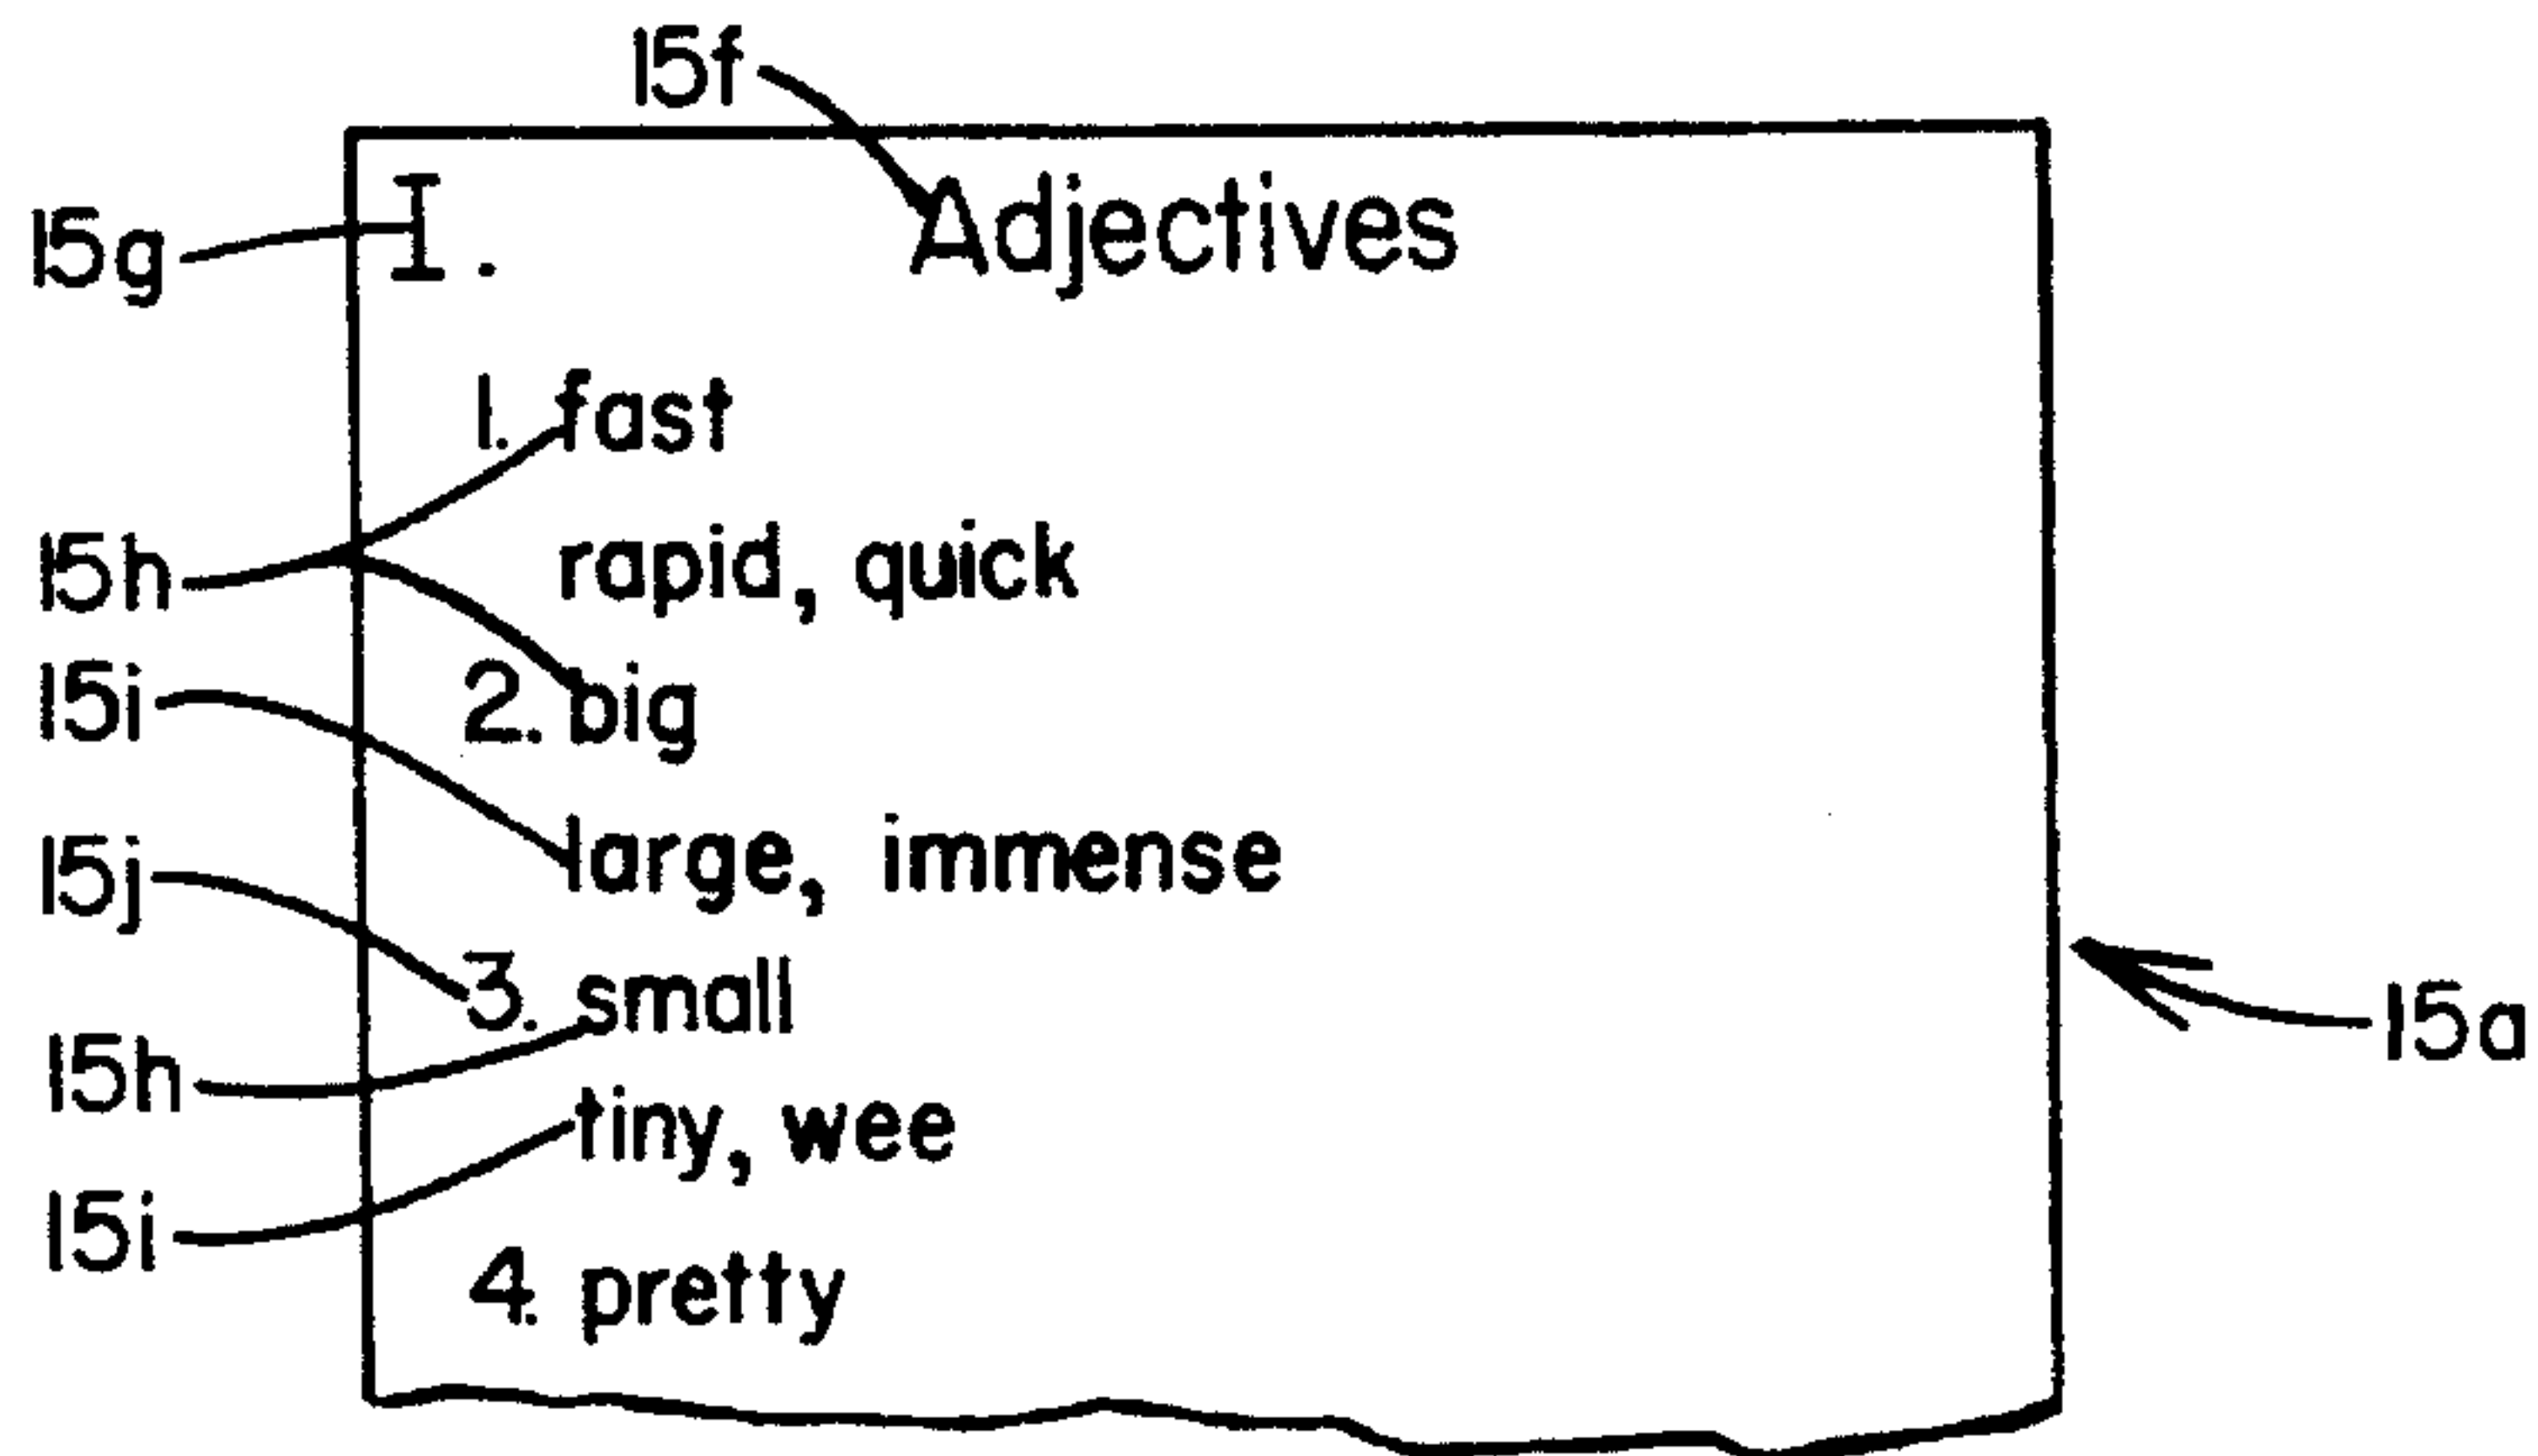 15f
15g I. Adjectives
1. fast
15h rapid, quick
15i 2. big
15j large, immense
3. small 15a
15h
tiny, wee
15i
4. pretty